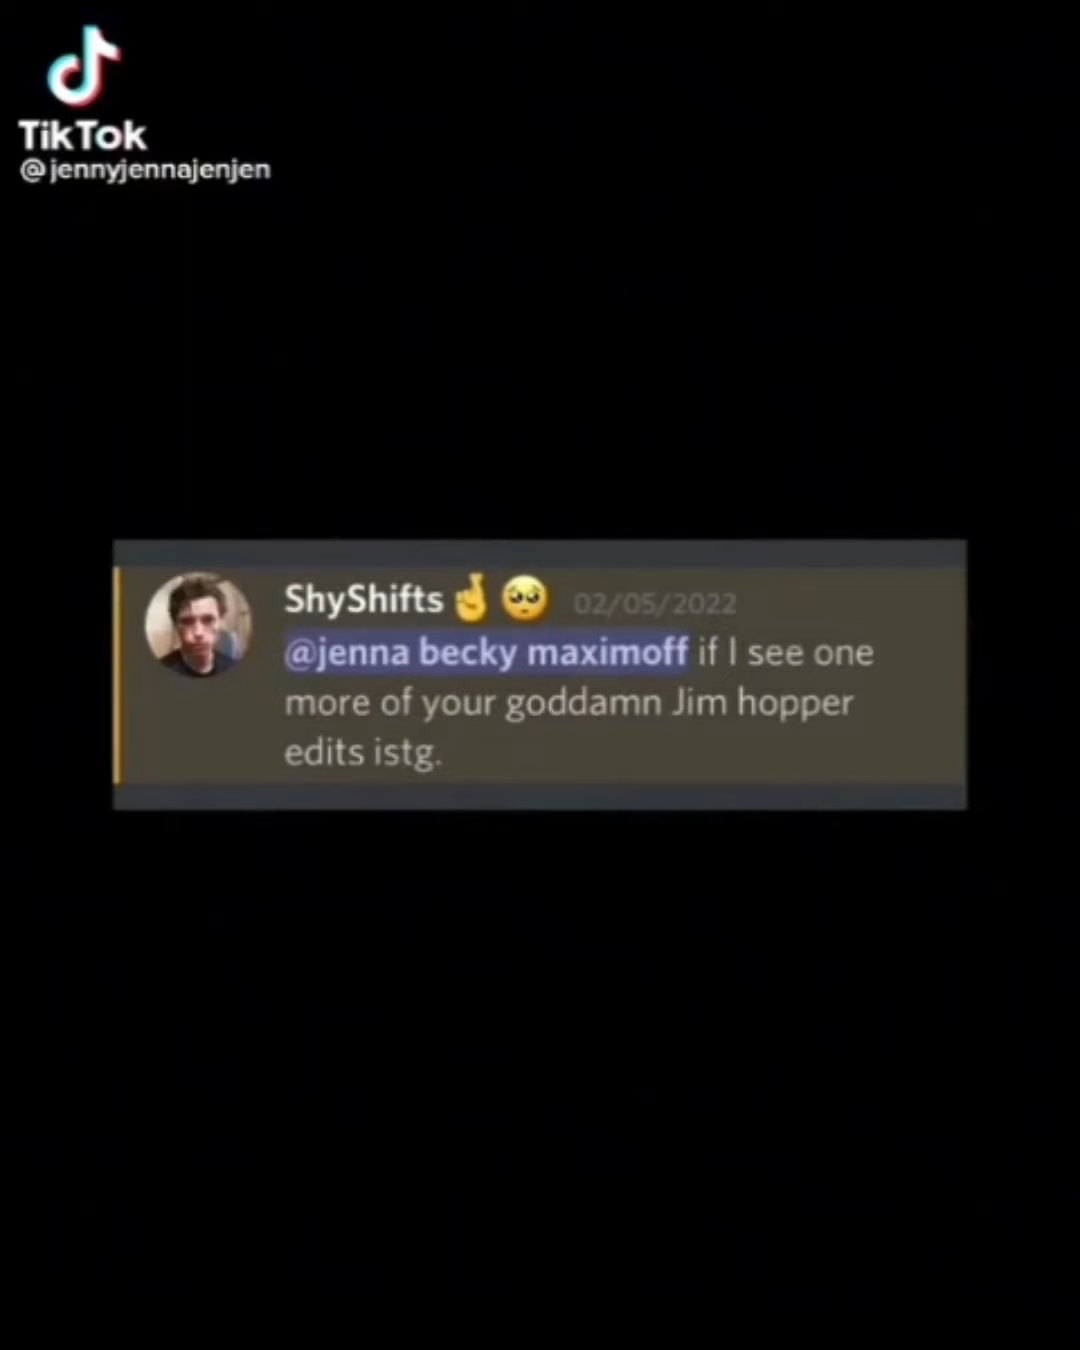 TikTok
@jennyjennajenjen
ShyShifts🤞🥺 02/05/2022
@jenna becky maximoff if I see one
more of your goddamn Jim hopper
edits istg.